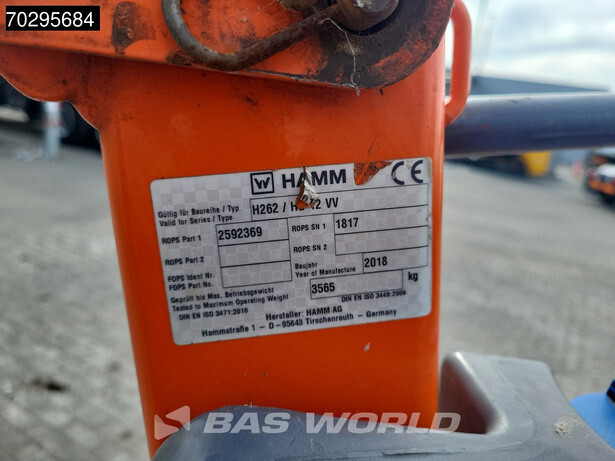 70295684
HAMM CE
Gültig für Baureihe / Typ
Valid for Series / Type H262 / VV
ROPS Part 1 2592369 ROPS SN 1 1817
ROPS Part 2 ROPS SN 2
FOPS Ident Nr.
FOPS Part No. Baujahr
Year of Manufacture 2018
Geprüft bis Max. Betriebsgewicht
Tested to Maximum Operating Weight 3565 kg
DIN EN ISO 3471:2010 DIN EN ISO 3449:2008
Hersteller: HAMM AG
Hammstraße 1 - D-95643 Tirschenreuth - Germany
BAS WORLD